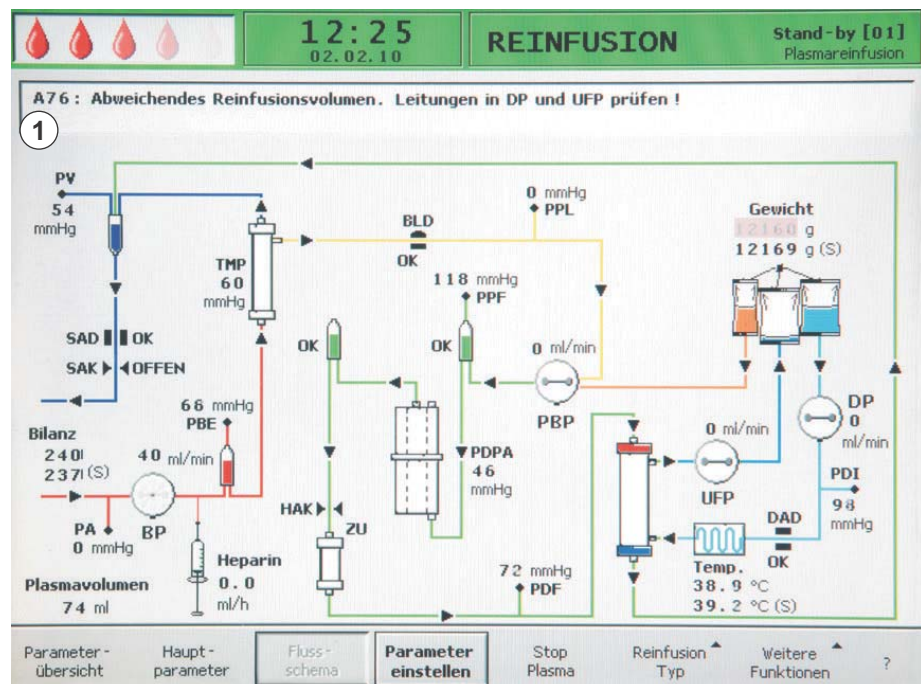 12:25
02.02.10
REINFUSION
Stand-by [01]
Plasmareinfusion
A76: Abweichendes Reinfusionsvolumen. Leitungen in DP und UFP prüfen !
1
PV
54
mmHg
BLD
OK
0 mmHg
PPL
Gewicht
12160 g
12169 g (S)
TMP
60
mmHg
118 mmHg
PPF
SAD OK
SAK OFFEN
OK
OK
0 ml/min
PBP
DP
0
ml/min
66 mmHg
PBE
Bilanz
240
237 (S)
40 ml/min
BP
PDPA
46
mmHg
0 ml/min
UFP
PDI
98
mmHg
PA
0 mmHg
HAK
ZU
DAD
OK
Heparin
0.0
ml/h
Plasmavolumen
74 ml
72 mmHg
PDF
Temp.
38.9 °C
39.2 °C (S)
Parameter-
übersicht
Haupt-
parameter
Fluss-
schema
Parameter
einstellen
Stop
Plasma
Reinfusion
Typ
Weitere
Funktionen
?